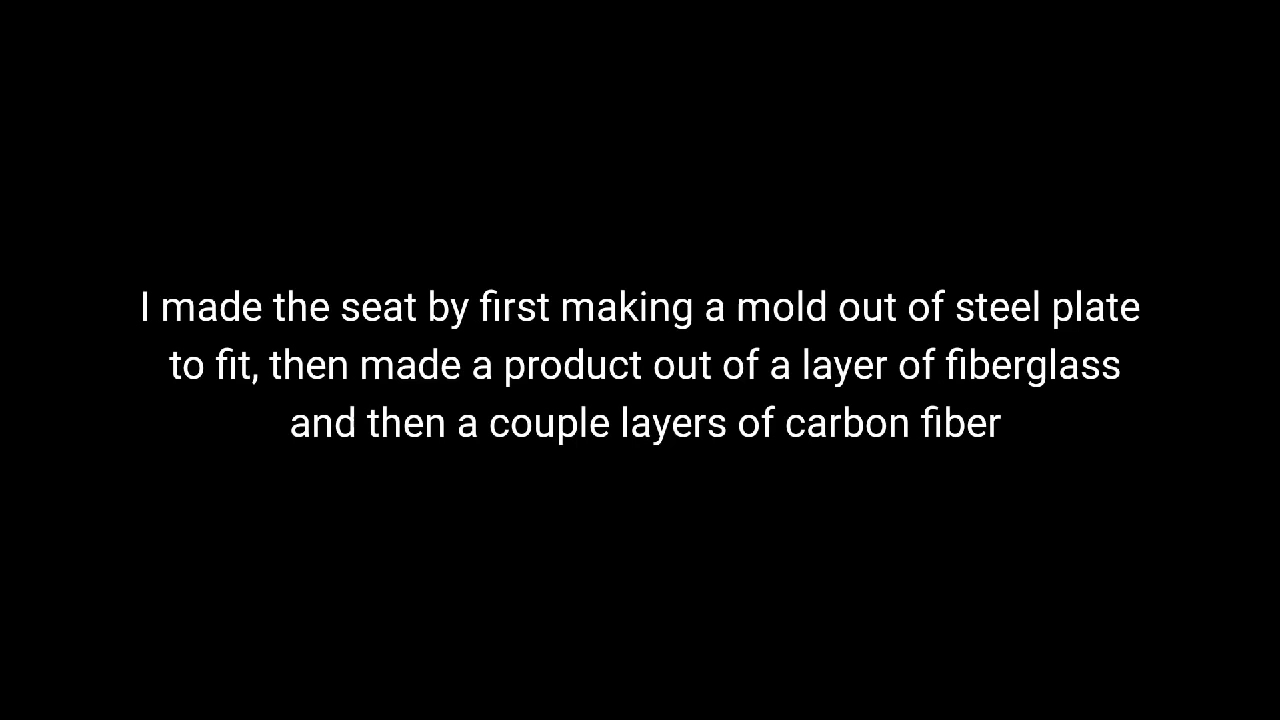 I made the seat by first making a mold out of steel plate
to fit, then made a product out of a layer of fiberglass
and then a couple layers of carbon fiber